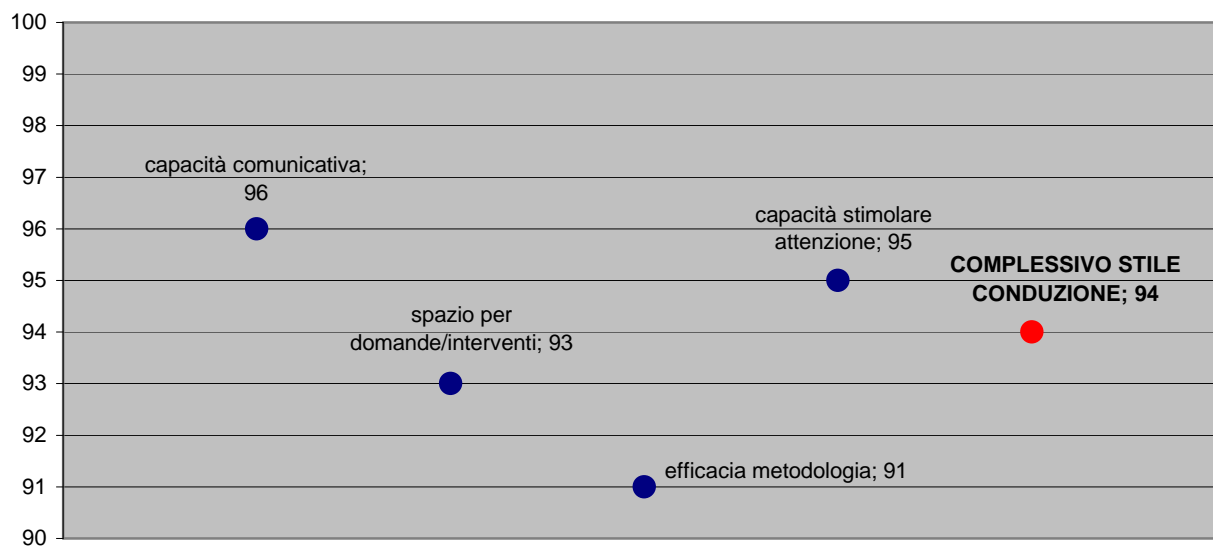 100
99
98
97
96
95
94
93
92
91
90
capacità comunicativa;
96
spazio per
domande/interventi; 93
efficacia metodologia; 91
capacità stimolare
attenzione; 95
COMPLESSIVO STILE
CONDUZIONE; 94